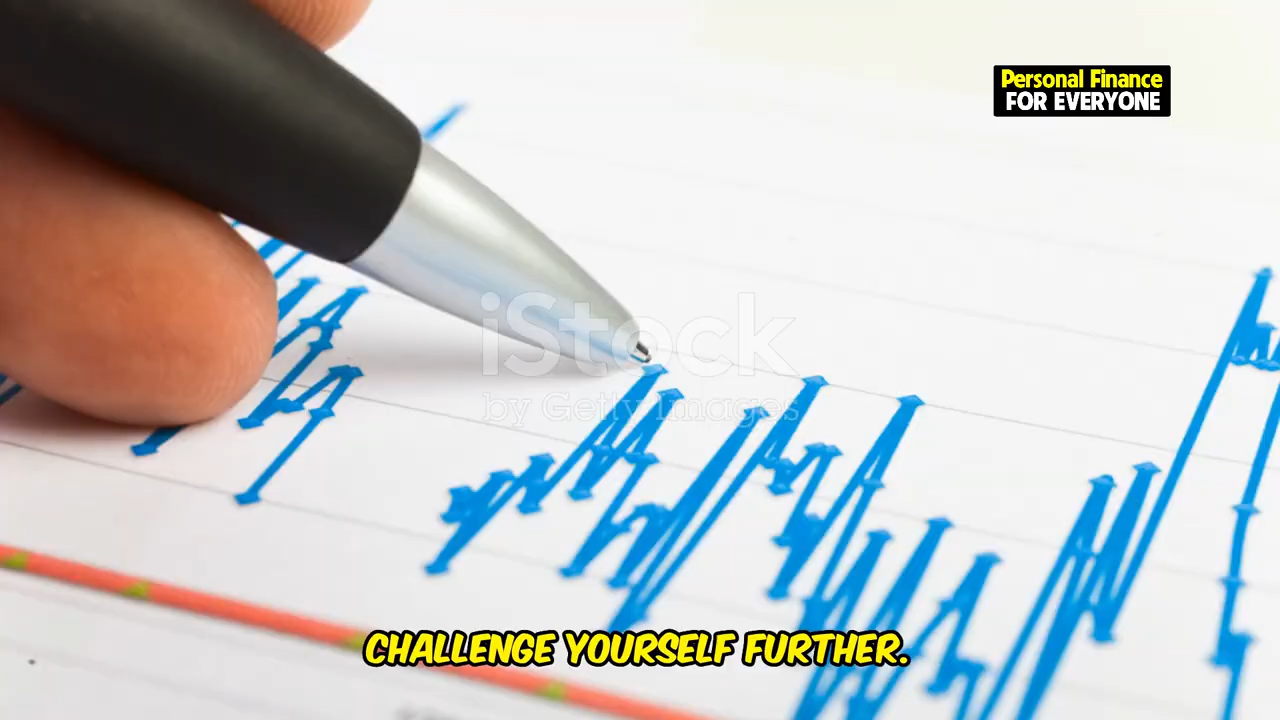 Personal Finance
FOR EVERYONE
iStock
by Getty Images
CHALLENGE YOURSELF FURTHER.